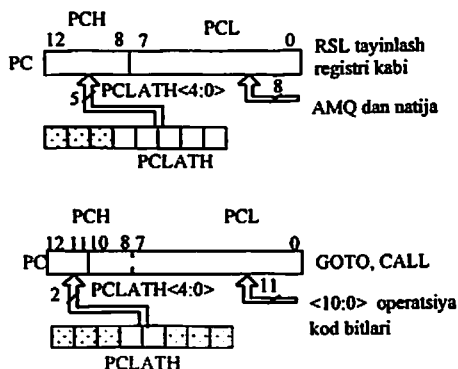 PCH PCL
12 8 7 0
PC
RSL tayinlash
registri kabi
5 PCLATH<4:0> 8
AMQ dan natija
PCLATH
PCH PCL
12 11 10 8 7 0
PC
GOTO, CALL
2 PCLATH<4:0> 11
<10:0> operatsiya
kod bitlari
PCLATH